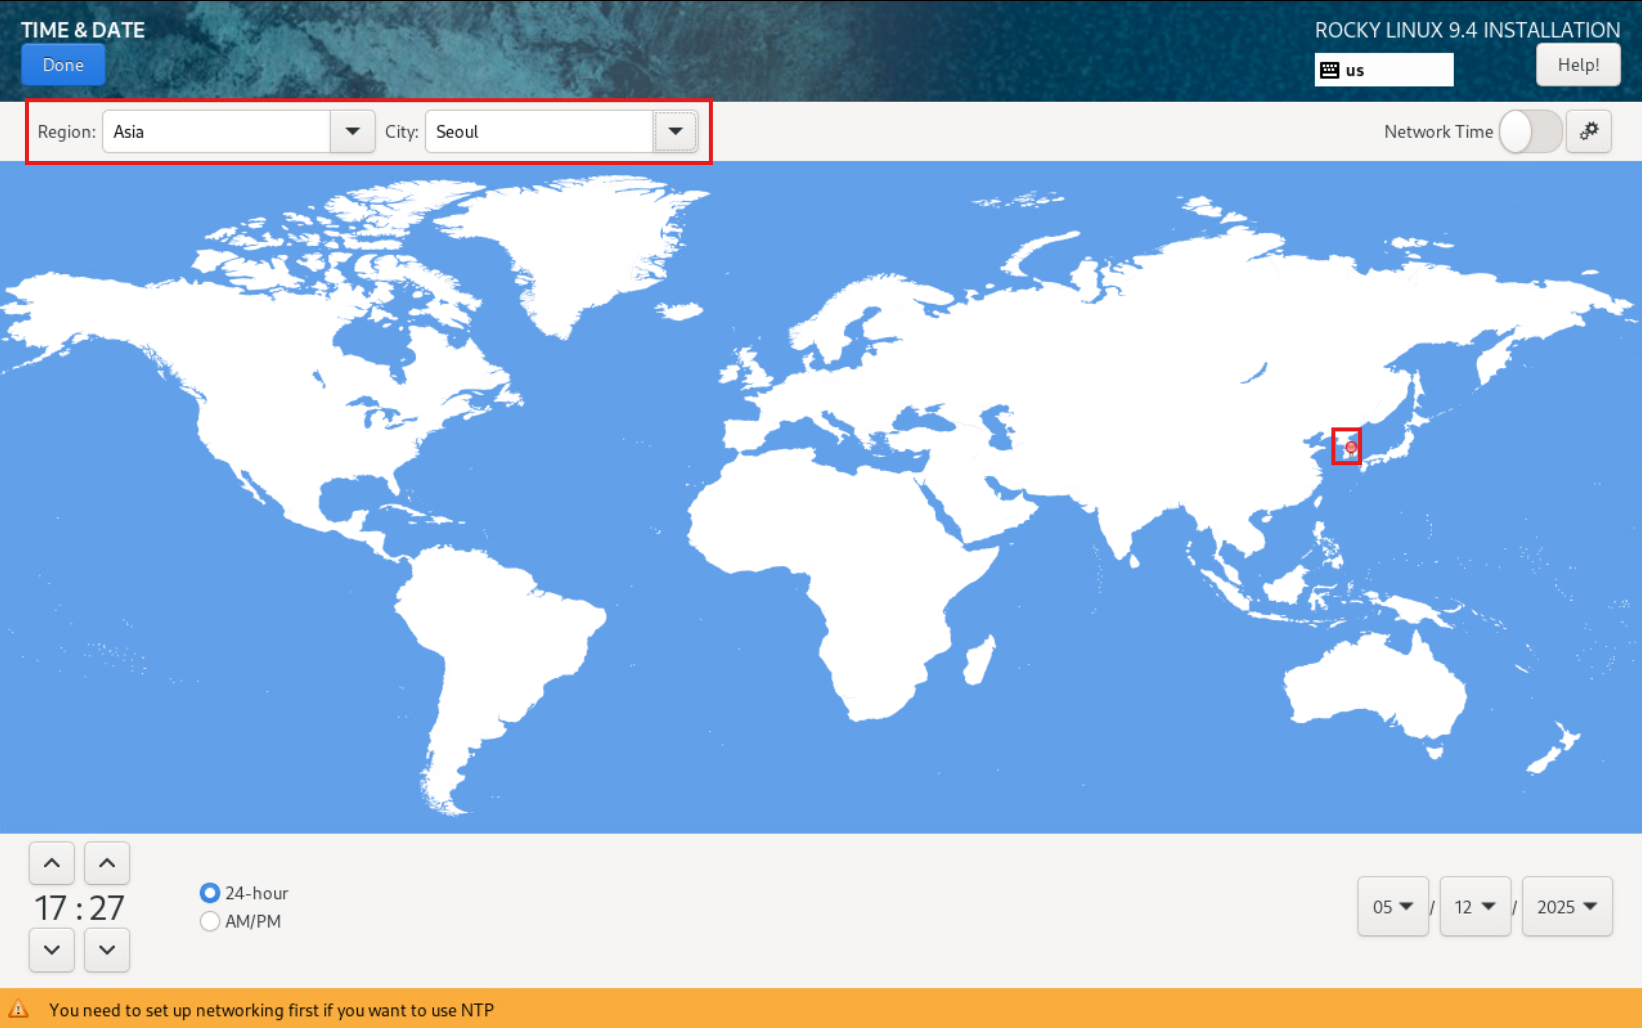 TIME & DATE
ROCKY LINUX 9.4 INSTALLATION
Done
us
Help!
Region: Asia City: Seoul
Network Time
17 : 27
24-hour
AM/PM
05 / 12 / 2025
You need to set up networking first if you want to use NTP